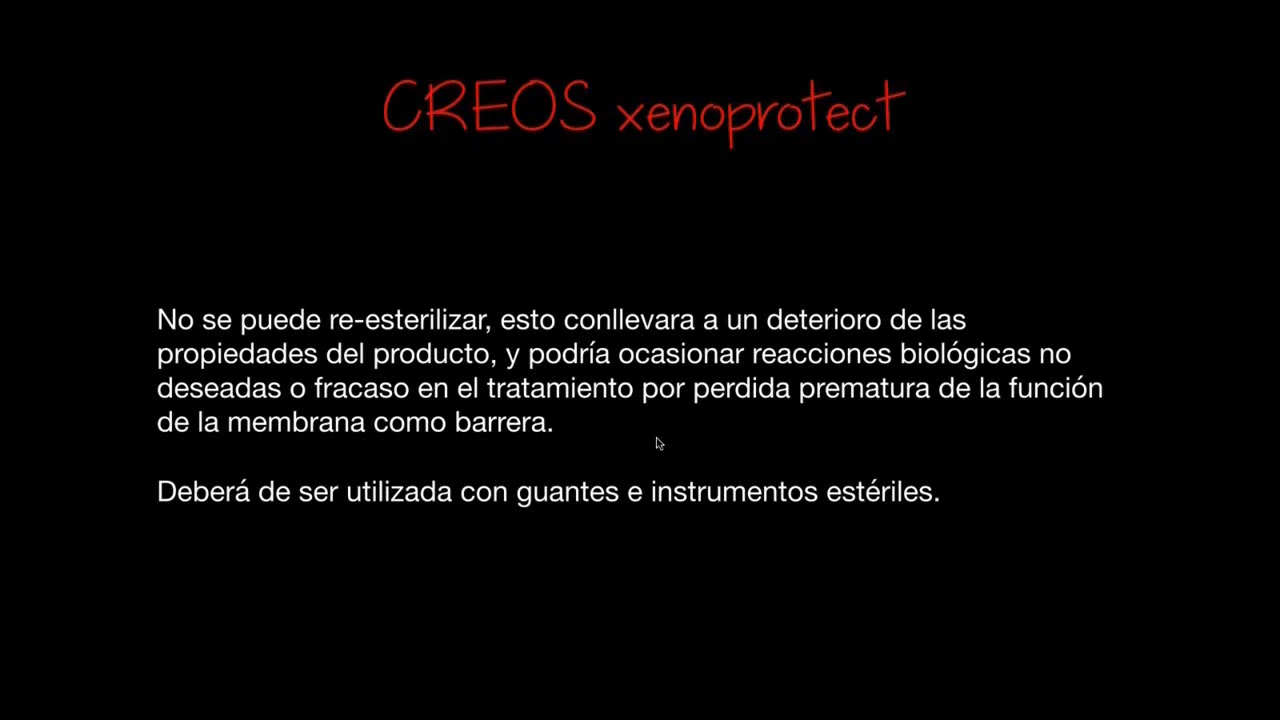 CREOS xenoprotect
No se puede re-esterilizar, esto conllevara a un deterioro de las
propiedades del producto, y podría ocasionar reacciones biológicas no
deseadas o fracaso en el tratamiento por perdida prematura de la función
de la membrana como barrera.
Deberá de ser utilizada con guantes e instrumentos estériles.